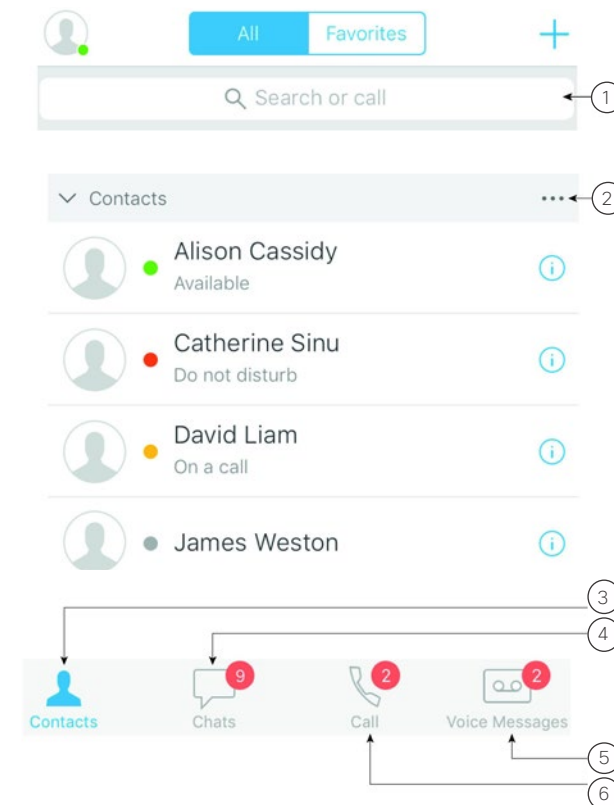 All Favorites
Search or call
1
Contacts ...
2
Alison Cassidy
Available
Catherine Sinu
Do not disturb
David Liam
On a call
James Weston
3
4
9 2 2
Contacts Chats Call Voice Messages
5
6